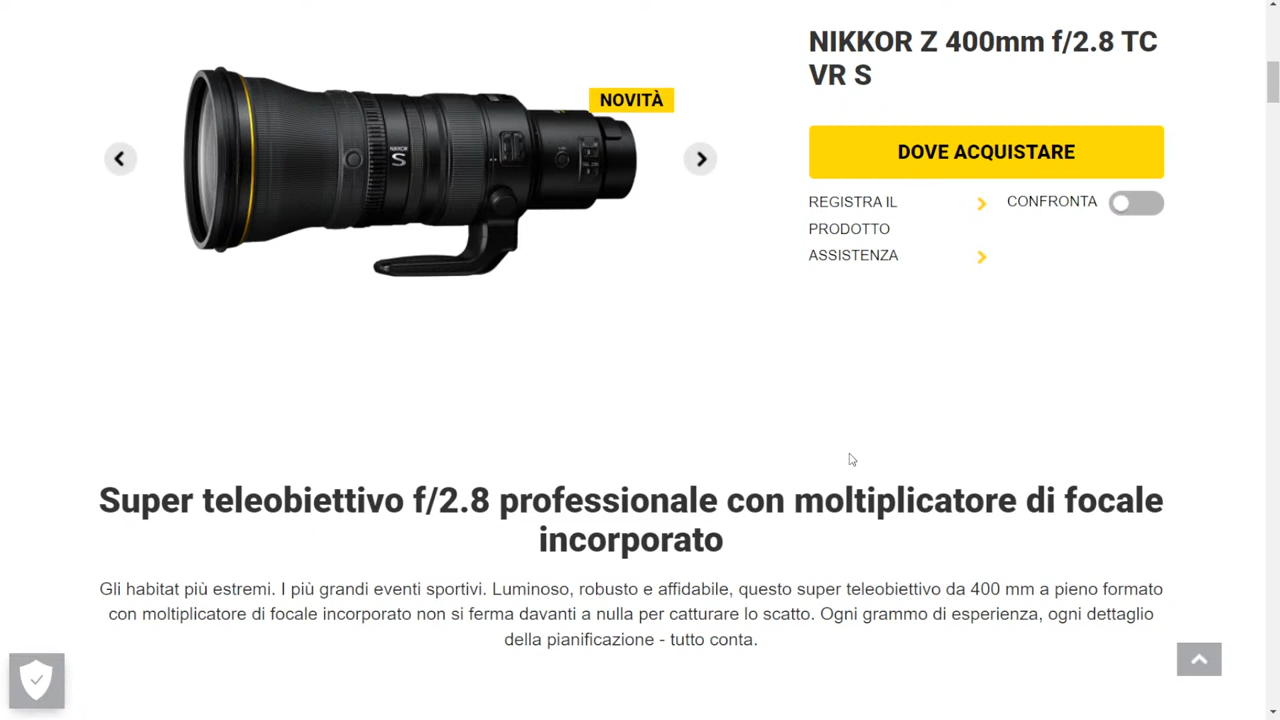 NIKKOR Z 400mm f/2.8 TC
VR S
NOVITÀ
DOVE ACQUISTARE
REGISTRA IL
PRODOTTO
CONFRONTA
ASSISTENZA
NIKKOR
S
Super teleobiettivo f/2.8 professionale con moltiplicatore di focale
incorporato
Gli habitat più estremi. I più grandi eventi sportivi. Luminoso, robusto e affidabile, questo super teleobiettivo da 400 mm a pieno formato
con moltiplicatore di focale incorporato non si ferma davanti a nulla per catturare lo scatto. Ogni grammo di esperienza, ogni dettaglio
della pianificazione - tutto conta.